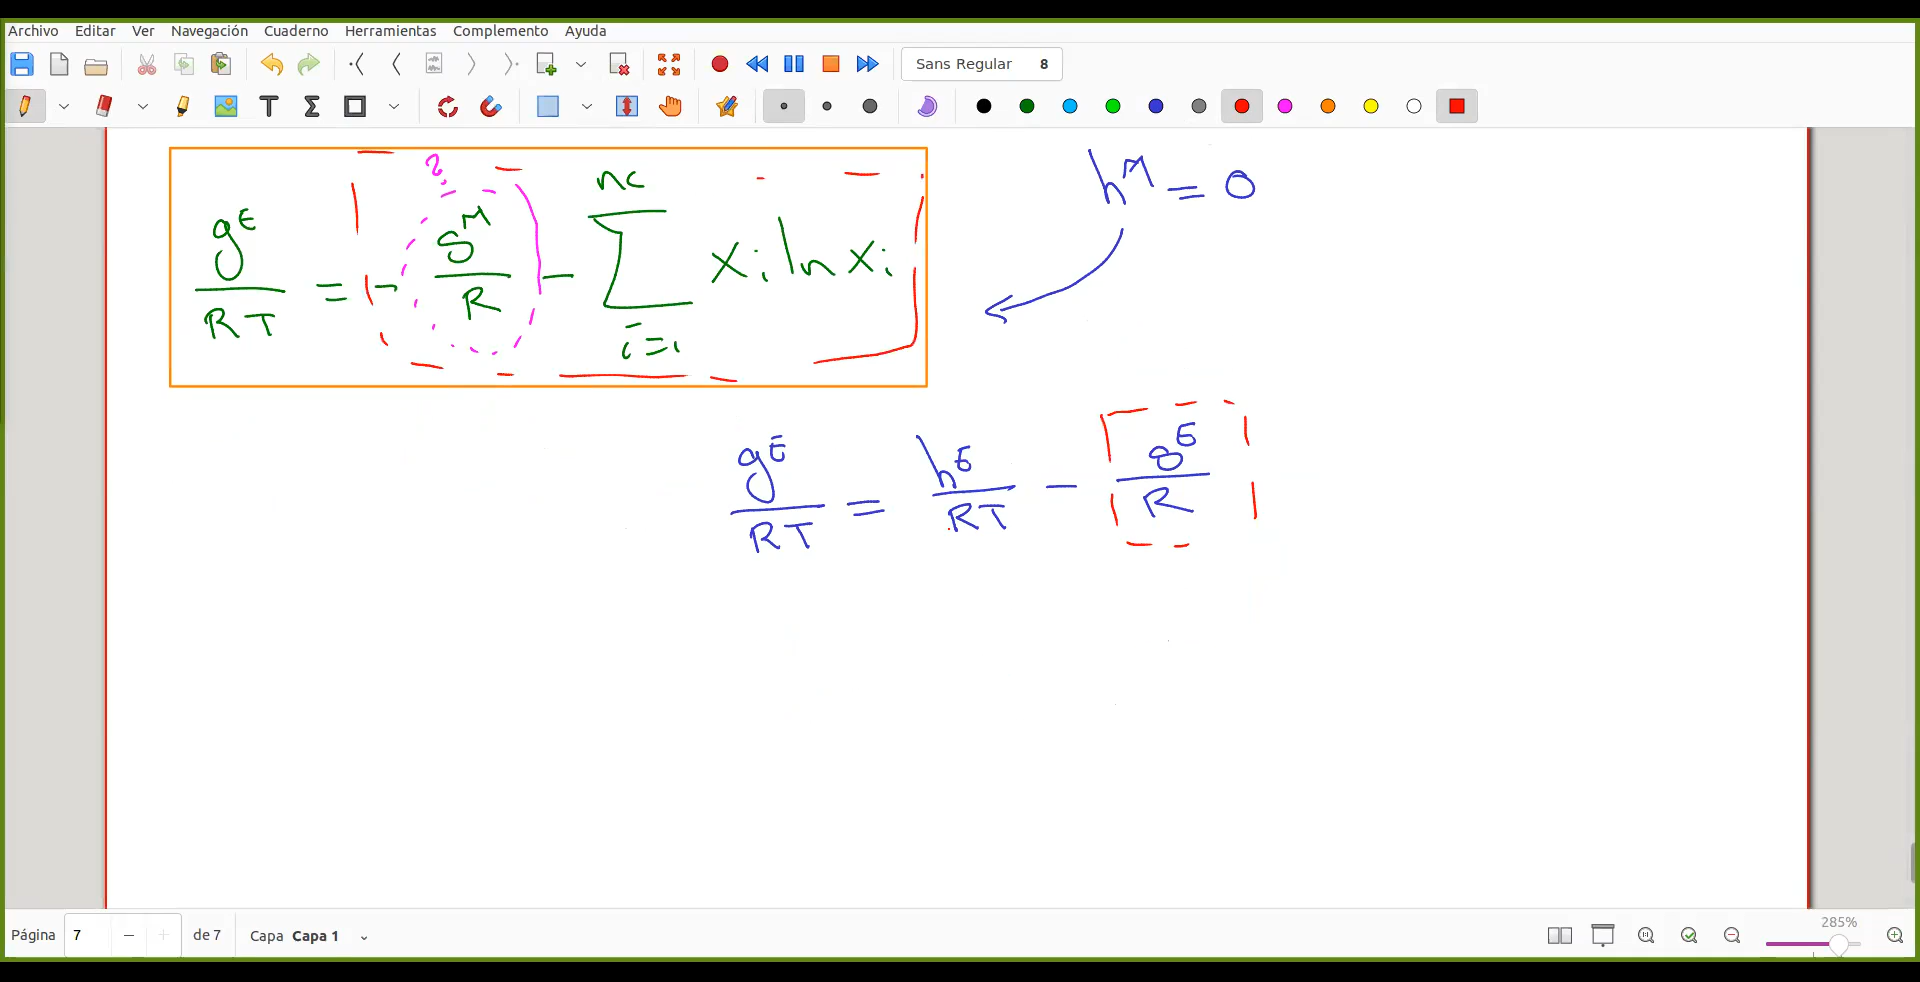 Archivo Editar Ver Navegación Cuaderno Herramientas Complemento Ayuda
Sans Regular 8
g^E/RT = - s^M/R - ∑_{i=1}^{nc} x_i ln x_i
?
h^M = 0
g^E/RT = h^E/RT - s^E/R
Página 7 de 7 Capa Capa 1
285%